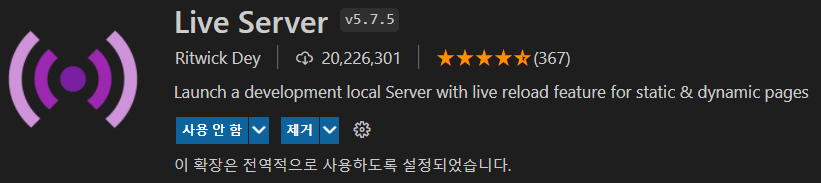 Live Server v5.7.5
Ritwick Dey 20,226,301 (367)
Launch a development local Server with live reload feature for static & dynamic pages
사용 안 함 제거
이 확장은 전역적으로 사용하도록 설정되었습니다.